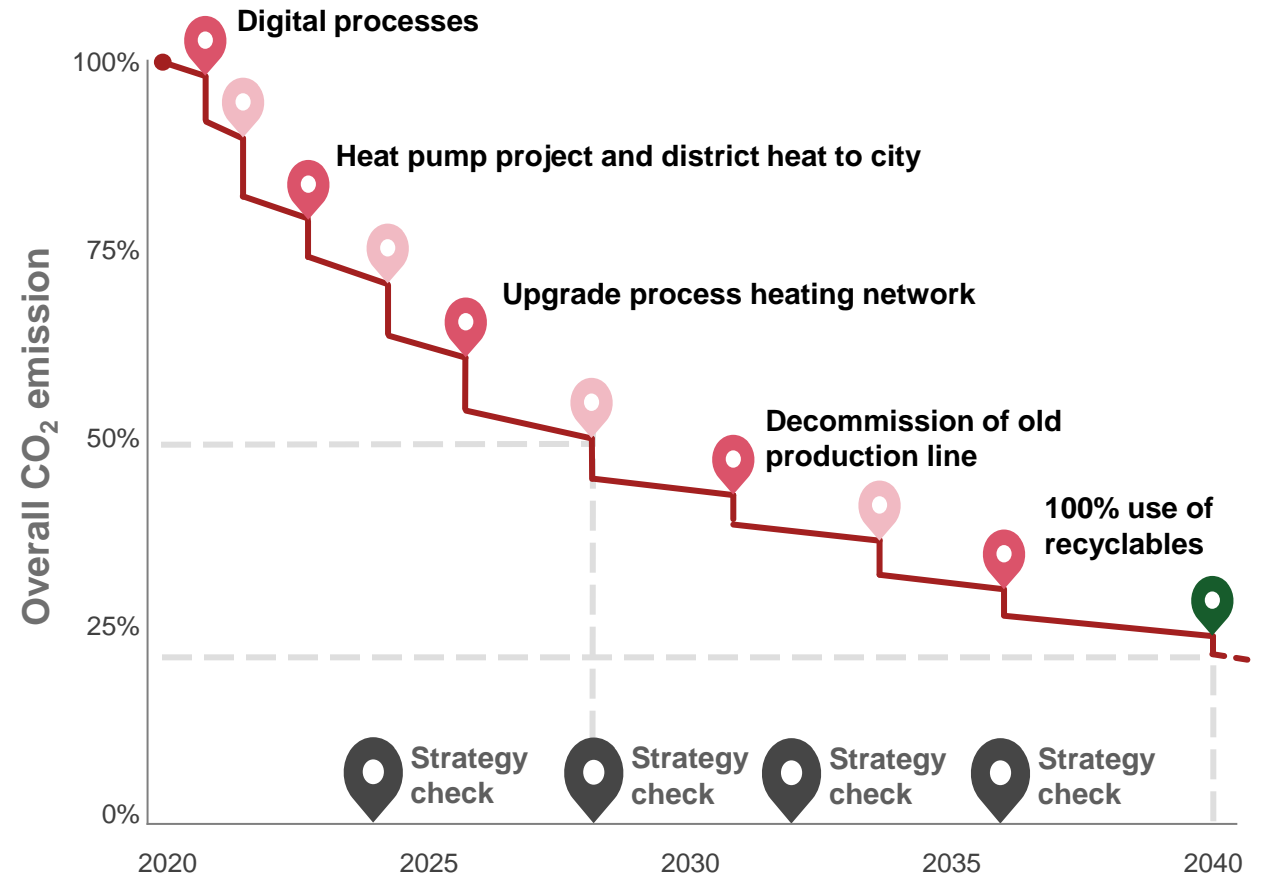 Digital processes
100%
Heat pump project and district heat to city
75%
Upgrade process heating network
Overall CO₂ emission
50%
Decommission of old
production line
100% use of
recyclables
25%
Strategy
check
Strategy
check
Strategy
check
Strategy
check
0%
2020
2025
2030
2035
2040